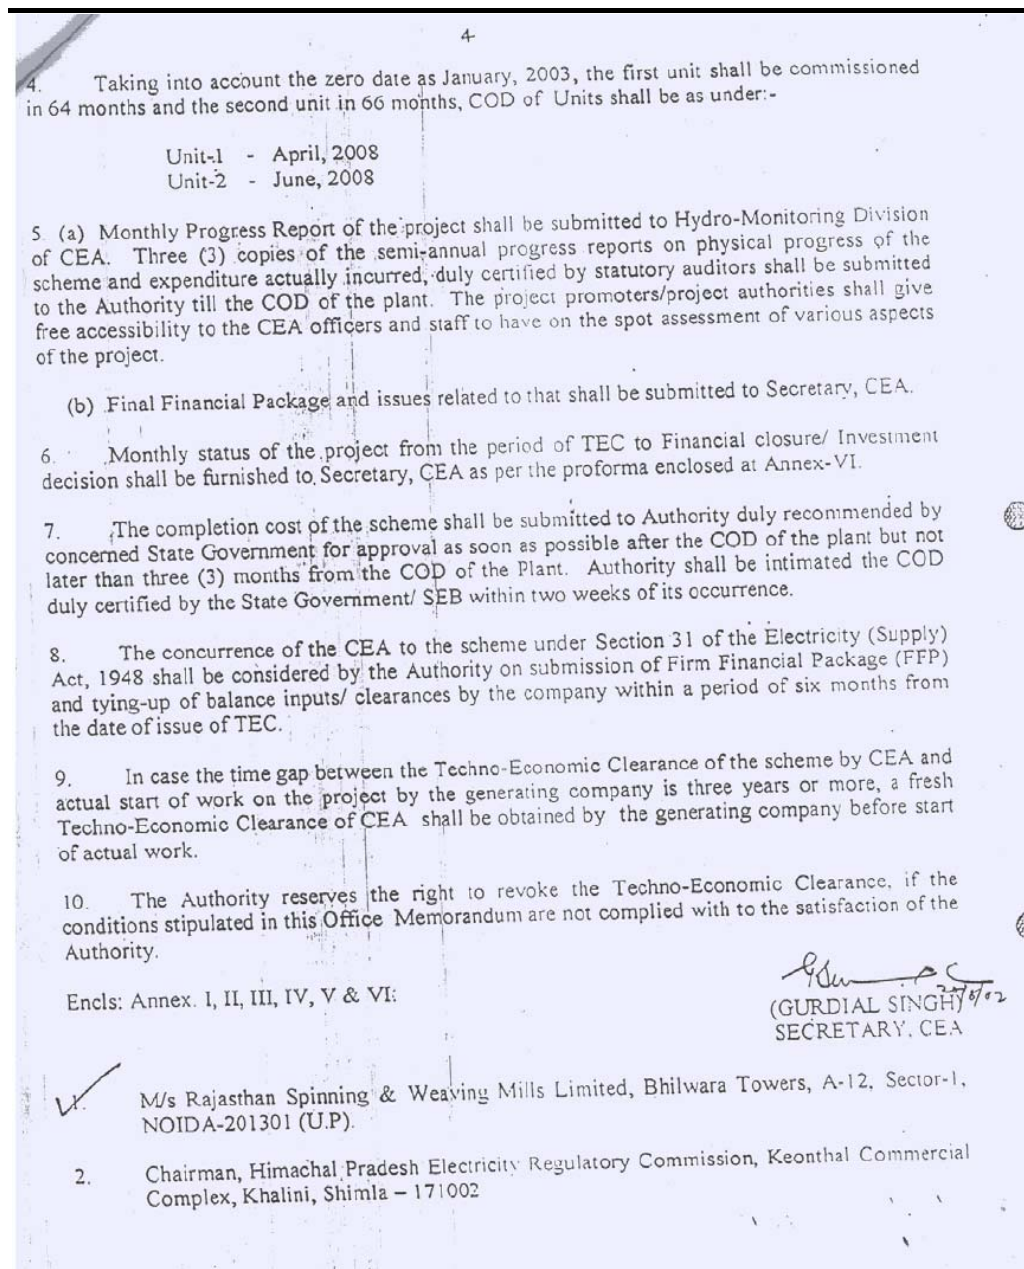 4
4. Taking into account the zero date as January, 2003, the first unit shall be commissioned
in 64 months and the second unit in 66 months, COD of Units shall be as under:-
Unit-1 - April, 2008
Unit-2 - June, 2008
5. (a) Monthly Progress Report of the project shall be submitted to Hydro-Monitoring Division
of CEA. Three (3) copies of the semi-annual progress reports on physical progress of the
scheme and expenditure actually incurred, duly certified by statutory auditors shall be submitted
to the Authority till the COD of the plant. The project promoters/project authorities shall give
free accessibility to the CEA officers and staff to have on the spot assessment of various aspects
of the project.
(b) Final Financial Package and issues related to that shall be submitted to Secretary, CEA.
6. Monthly status of the project from the period of TEC to Financial closure/ Investment
decision shall be furnished to Secretary, CEA as per the proforma enclosed at Annex-VI.
7. The completion cost of the scheme shall be submitted to Authority duly recommended by
concerned State Government for approval as soon as possible after the COD of the plant but not
later than three (3) months from the COD of the Plant. Authority shall be intimated the COD
duly certified by the State Government/ SEB within two weeks of its occurrence.
8. The concurrence of the CEA to the scheme under Section 31 of the Electricity (Supply)
Act, 1948 shall be considered by the Authority on submission of Firm Financial Package (FFP)
and tying-up of balance inputs/ clearances by the company within a period of six months from
the date of issue of TEC.
9. In case the time gap between the Techno-Economic Clearance of the scheme by CEA and
actual start of work on the project by the generating company is three years or more, a fresh
Techno-Economic Clearance of CEA shall be obtained by the generating company before start
of actual work.
10. The Authority reserves the right to revoke the Techno-Economic Clearance, if the
conditions stipulated in this Office Memorandum are not complied with to the satisfaction of the
Authority.
Encls: Annex. I, II, III, IV, V & VI:
(GURDIAL SINGH)
SECRETARY, CEA
M/s Rajasthan Spinning & Weaving Mills Limited, Bhilwara Towers, A-12, Sector-1,
NOIDA-201301 (U.P).
2. Chairman, Himachal Pradesh Electricity Regulatory Commission, Keonthal Commercial
Complex, Khalini, Shimla – 171002